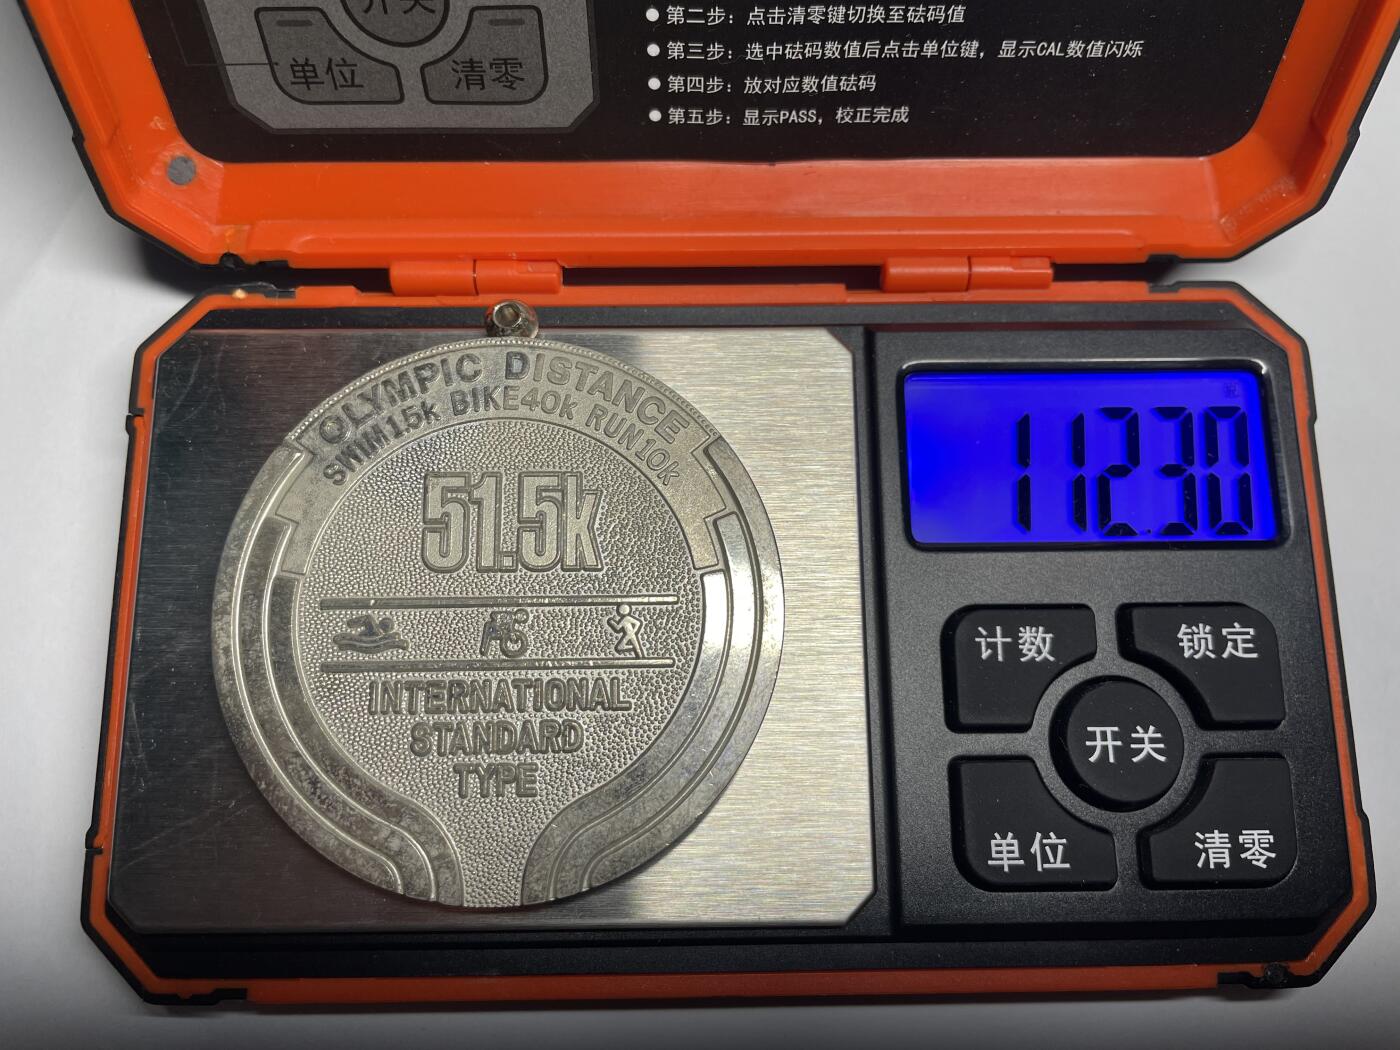 开关
单位
清零
● 第二步：点击清零键切换至砝码值
● 第三步：选中砝码数值后点击单位键，显示CAL数值闪烁
● 第四步：放对应数值砝码
● 第五步：显示PASS，校正完成
OLYMPIC DISTANCE
SWIM1.5k BIKE40k RUN10k
51.5k
INTERNATIONAL
STANDARD
TYPE
112.30
计数
锁定
开关
单位
清零